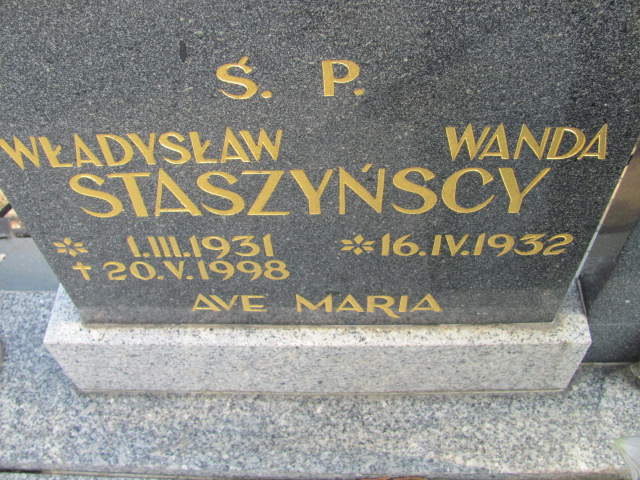 Ś. P.
WŁADYSŁAW WANDA
STASZYŃSCY
* 1.III.1931 * 16.IV.1932
† 20.V.1998
AVE MARIA